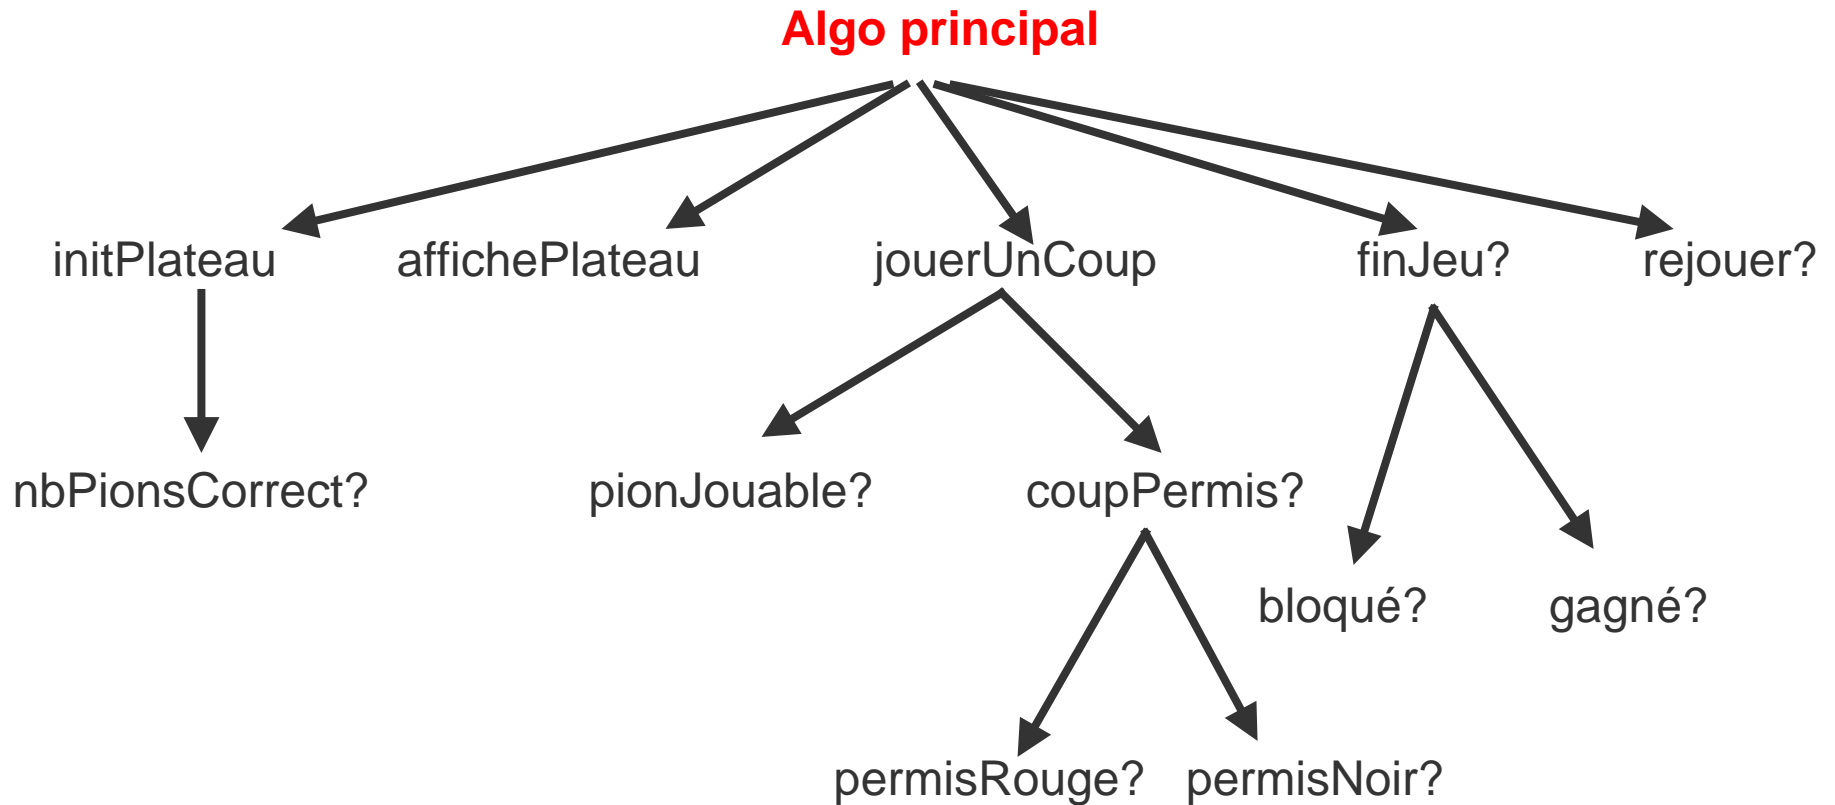 Algo principal
initPlateau affichePlateau jouerUnCoup finJeu? rejouer?
nbPionsCorrect? pionJouable? coupPermis?
bloqué? gagné?
permisRouge? permisNoir?